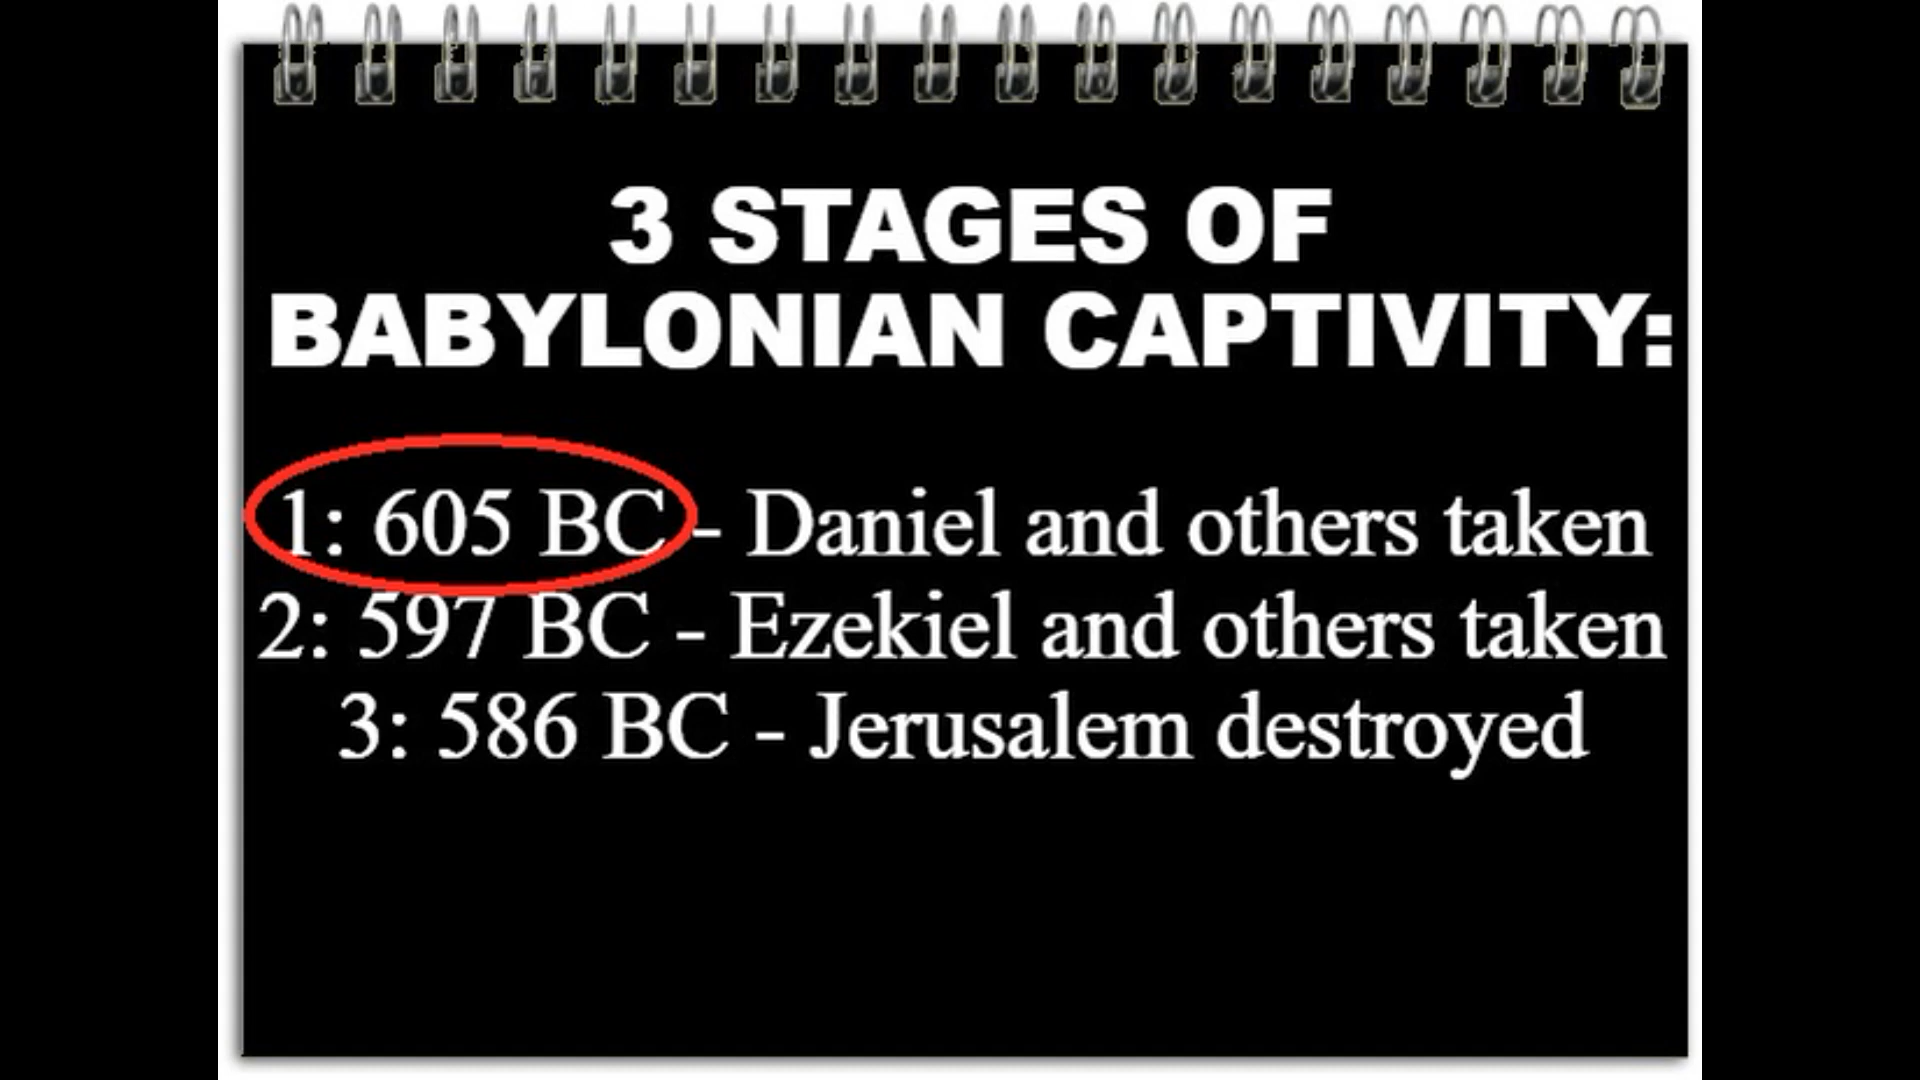 3 STAGES OF
BABYLONIAN CAPTIVITY:
1: 605 BC - Daniel and others taken
2: 597 BC - Ezekiel and others taken
3: 586 BC - Jerusalem destroyed